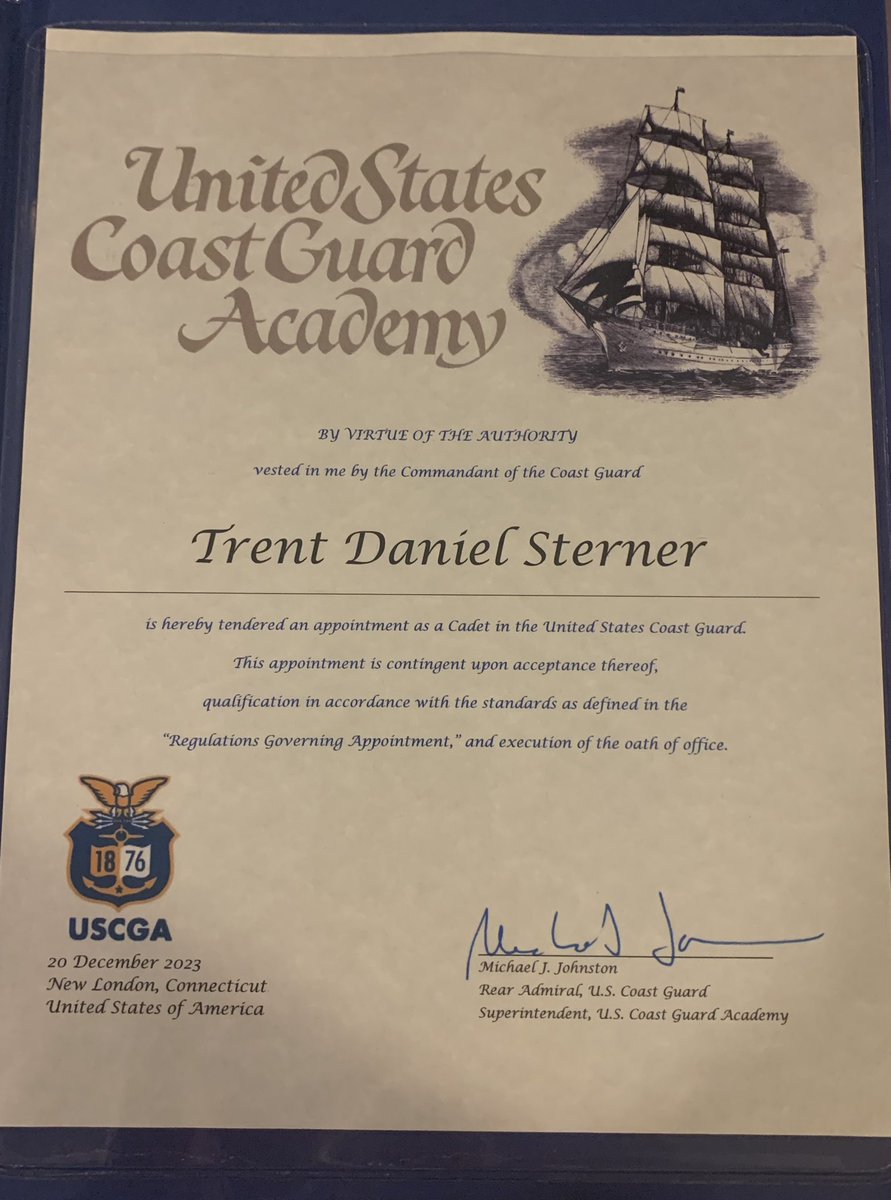 United States
Coast Guard
Academy
BY VIRTUE OF THE AUTHORITY
vested in me by the Commandant of the Coast Guard
Trent Daniel Sterner
is hereby tendered an appointment as a Cadet in the United States Coast Guard.
This appointment is contingent upon acceptance thereof,
qualification in accordance with the standards as defined in the
“Regulations Governing Appointment,” and execution of the oath of office.
18 76
USCGA
20 December 2023
New London, Connecticut
United States of America
Michael J. Johnston
Rear Admiral, U.S. Coast Guard
Superintendent, U.S. Coast Guard Academy